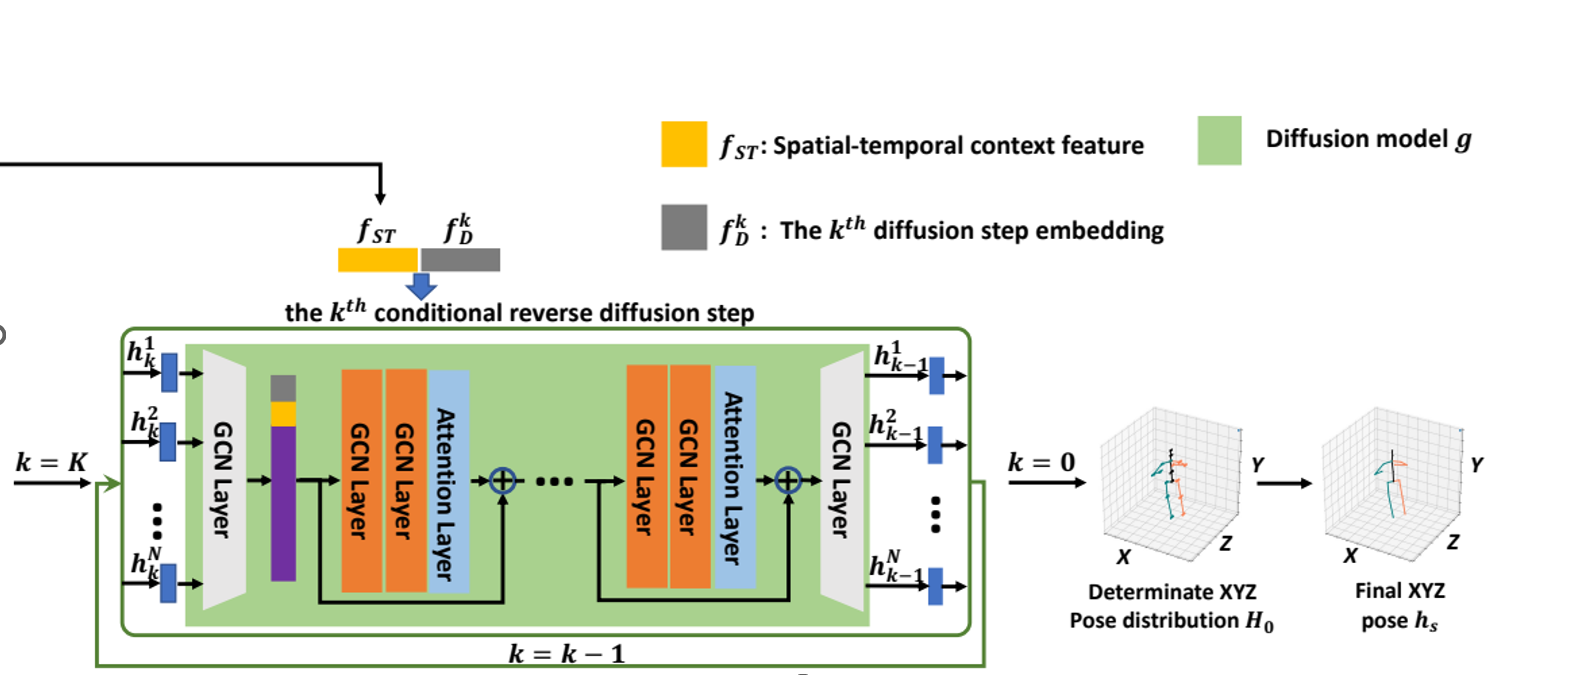 f_ST: Spatial-temporal context feature
Diffusion model g
f_D^k : The k^th diffusion step embedding
f_ST f_D^k
the k^th conditional reverse diffusion step
k = K
h_k^1
h_k^2
⋮
h_k^N
GCN Layer
GCN Layer
GCN Layer
Attention Layer
...
GCN Layer
GCN Layer
Attention Layer
GCN Layer
h_{k-1}^1
h_{k-1}^2
⋮
h_{k-1}^N
k = k − 1
k = 0
Y
Z
X
Determinate XYZ
Pose distribution H_0
Y
Z
X
Final XYZ
pose h_s